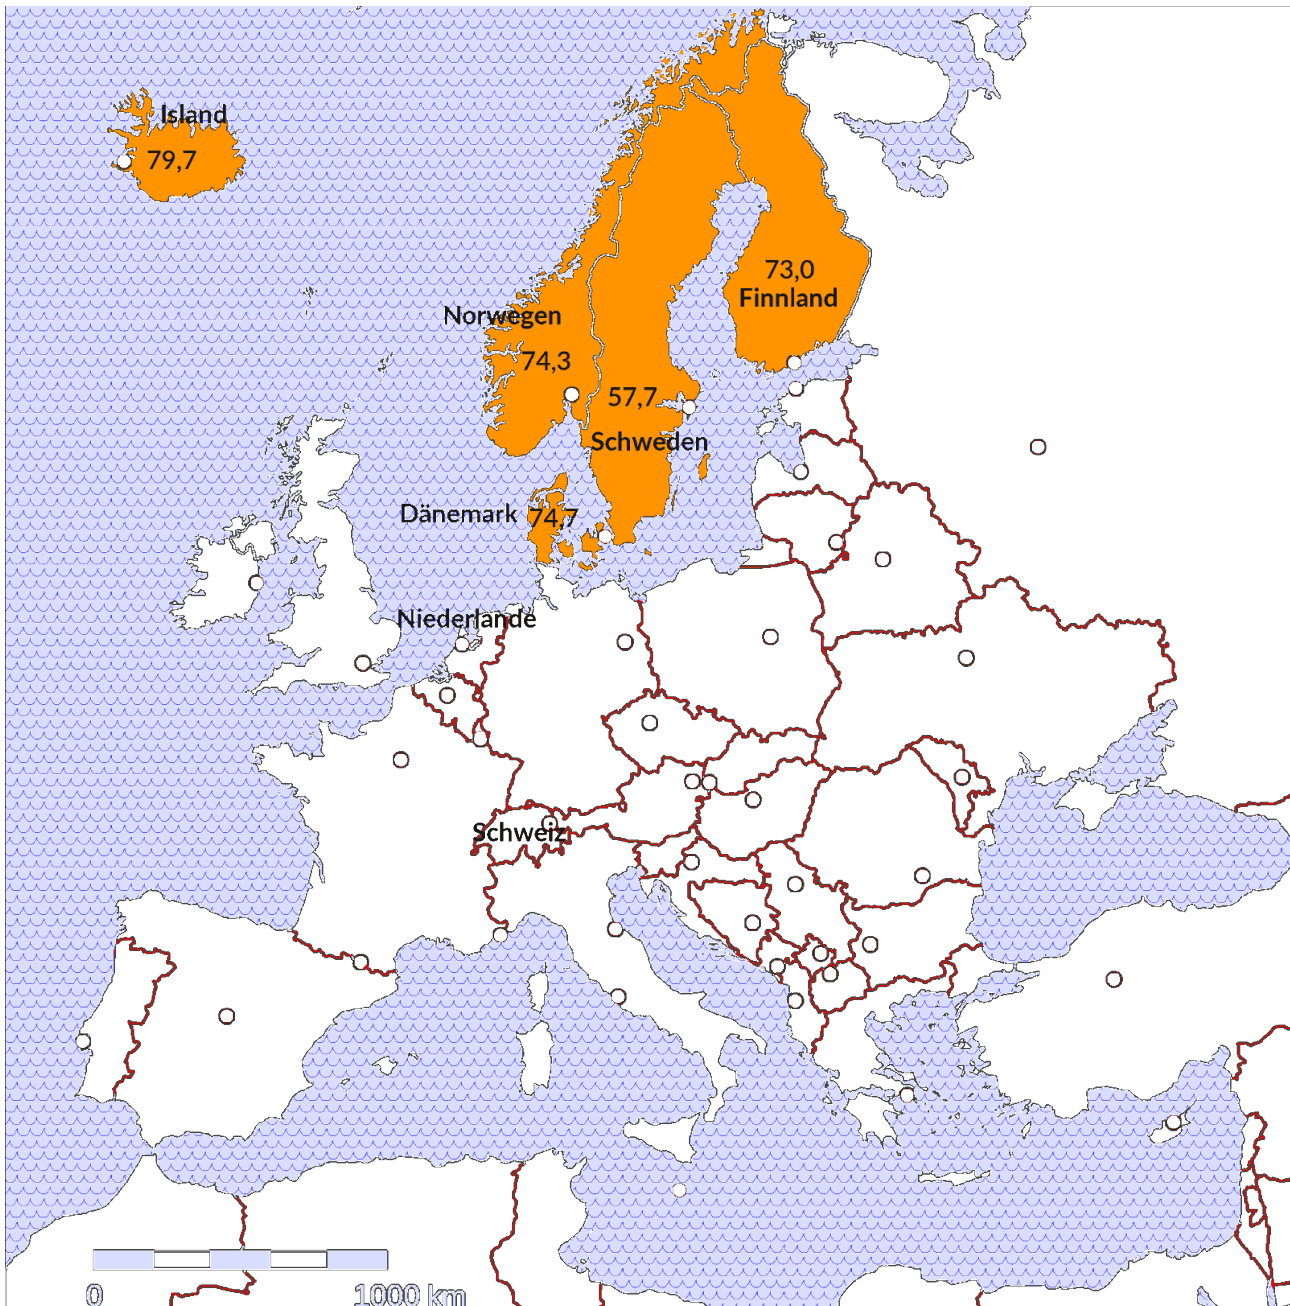 Island
79,7
73,0
Finnland
Norwegen
74,3
57,7
Schweden
Dänemark 74,7
Niederlande
Schweiz
0 1000 km